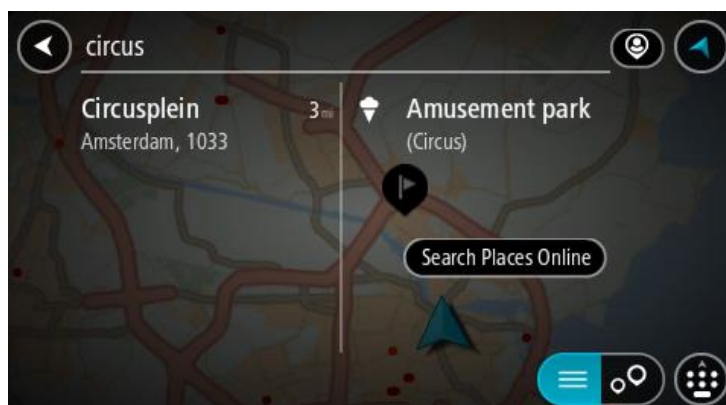 circus
Circusplein 3 mi
Amsterdam, 1033
Amusement park
(Circus)
Search Places Online